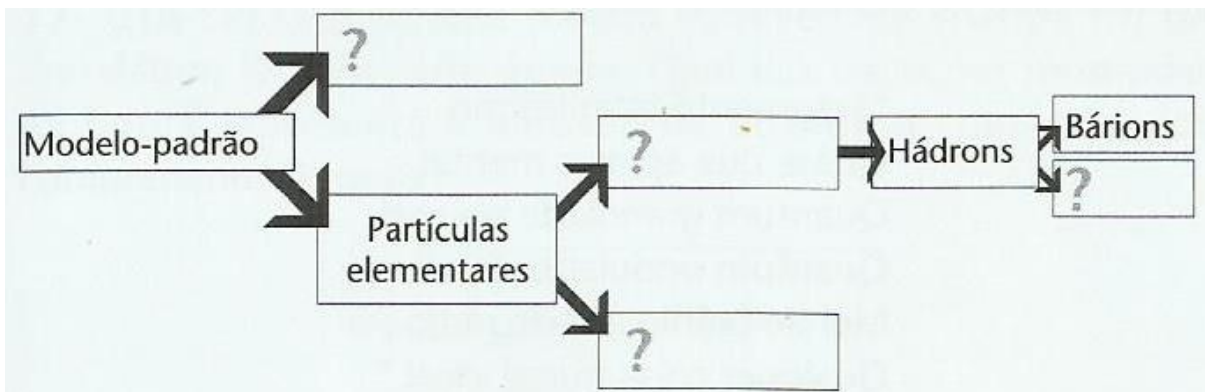 ?
Modelo-padrão
?
Hádrons
Bárions
?
Partículas
elementares
?